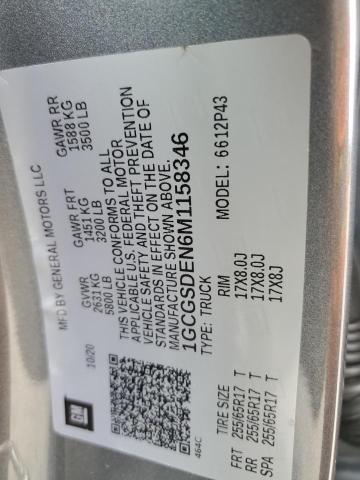 MFD BY GENERAL MOTORS LLC
10/20
GVWR GAWR FRT GAWR RR
2631 KG 1451 KG 1588 KG
5800 LB 3200 LB 3500 LB
THIS VEHICLE CONFORMS TO ALL
APPLICABLE U.S. FEDERAL MOTOR
VEHICLE SAFETY AND THEFT PREVENTION
STANDARDS IN EFFECT ON THE DATE OF
MANUFACTURE SHOWN ABOVE.
1GCGSDEN6M1158346
TYPE: TRUCK MODEL: 6612P43
GM
464C
TIRE SIZE RIM
FRT 255/65R17 T 17X8.0J
RR 255/65R17 T 17X8.0J
SPA 255/65R17 T 17X8J